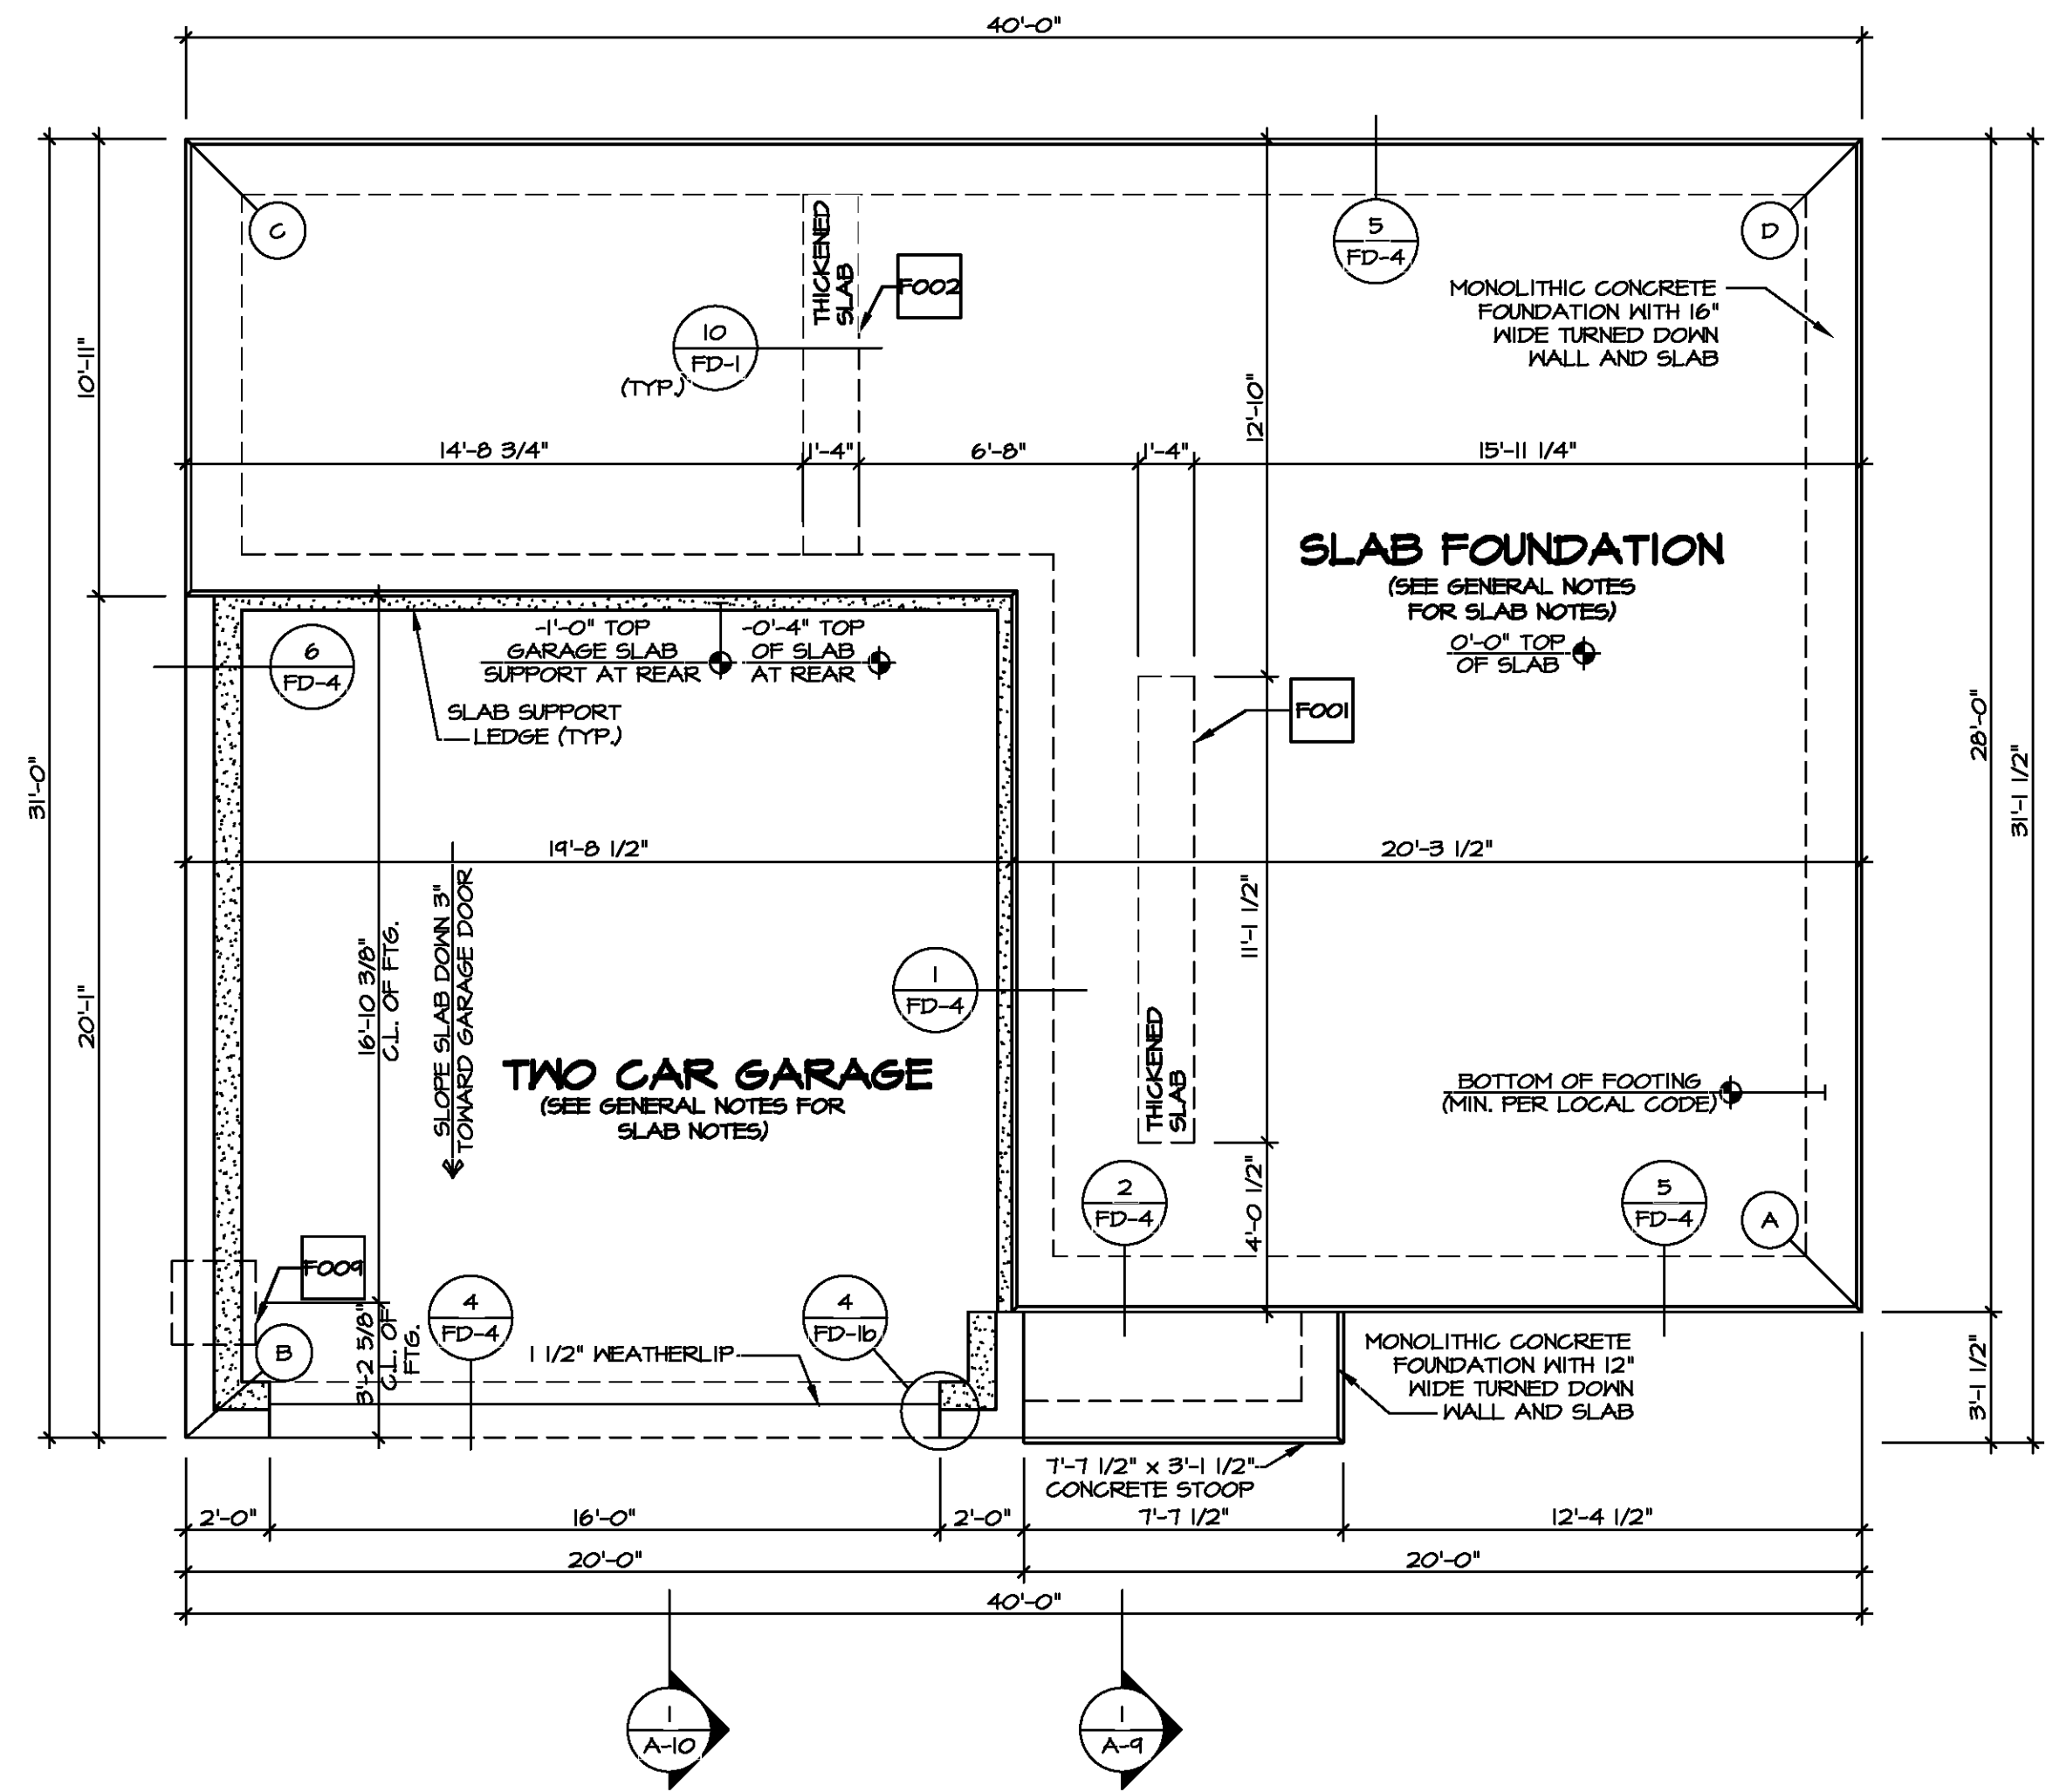 40'-0"
C
THICKENED
SLAB
F002
5
FD-4
D
MONOLITHIC CONCRETE
FOUNDATION WITH 16"
WIDE TURNED DOWN
WALL AND SLAB
10
FD-1
(TYP.)
10'-11"
12'-10"
14'-8 3/4"
1'-4"
6'-8"
1'-4"
15'-11 1/4"
SLAB FOUNDATION
(SEE GENERAL NOTES
FOR SLAB NOTES)
0'-0" TOP
OF SLAB
6
FD-4
-1'-0" TOP
GARAGE SLAB
SUPPORT AT REAR
-0'-4" TOP
OF SLAB
AT REAR
SLAB SUPPORT
LEDGE (TYP.)
F001
28'-0"
31'-1 1/2"
31'-0"
19'-8 1/2"
20'-3 1/2"
11'-1 1/2"
16'-10 3/8"
C.L. OF FTG.
SLOPE SLAB DOWN 3"
TOWARD GARAGE DOOR
1
FD-4
20'-1"
TWO CAR GARAGE
(SEE GENERAL NOTES FOR
SLAB NOTES)
THICKENED
SLAB
BOTTOM OF FOOTING
(MIN. PER LOCAL CODE)
2
FD-4
4'-0 1/2"
5
FD-4
A
F009
B
3'-2 5/8"
C.L. OF
FTG.
4
FD-4
4
FD-1b
1 1/2" WEATHERLIP
MONOLITHIC CONCRETE
FOUNDATION WITH 12"
WIDE TURNED DOWN
WALL AND SLAB
3'-1 1/2"
7'-7 1/2" x 3'-1 1/2"
CONCRETE STOOP
2'-0"
16'-0"
2'-0"
7'-7 1/2"
12'-4 1/2"
20'-0"
20'-0"
40'-0"
1
A-10
1
A-9